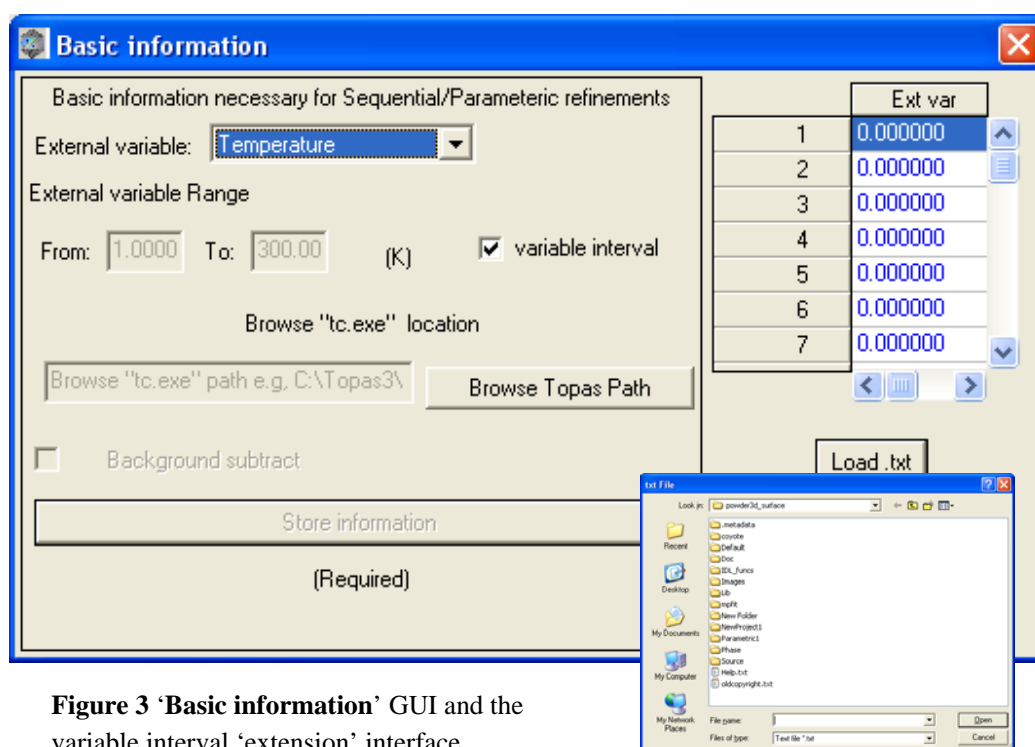 Basic information
Basic information necessary for Sequential/Parameteric refinements
External variable: Temperature
External variable Range
From: 1.0000 To: 300.00 (K) variable interval
Browse "tc.exe" location
Browse "tc.exe" path e.g, C:\Topas3\ Browse Topas Path
Background subtract
Store information
(Required)
Ext var
1 0.000000
2 0.000000
3 0.000000
4 0.000000
5 0.000000
6 0.000000
7 0.000000
Load .txt
txt File
Look in: powder3d_surface
Recent
Desktop
My Documents
My Computer
My Network Places
.metadata
coyote
Default
Doc
IDL_funcs
Images
Lib
mpfit
New Folder
NewProject1
Parametric1
Phase
Source
Help.txt
oldcopyright.txt
File name: Open
Files of type: Text file *.txt Cancel
Figure 3 ‘Basic information’ GUI and the
variable interval ‘extension’ interface